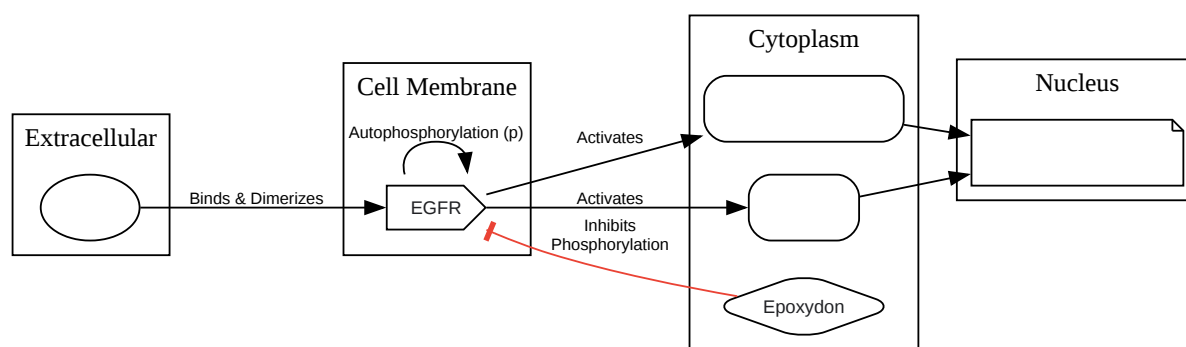 Extracellular
Cell Membrane
Cytoplasm
Nucleus
Autophosphorylation (p)
Binds & Dimerizes
EGFR
Activates
Activates
Inhibits
Phosphorylation
Epoxydon